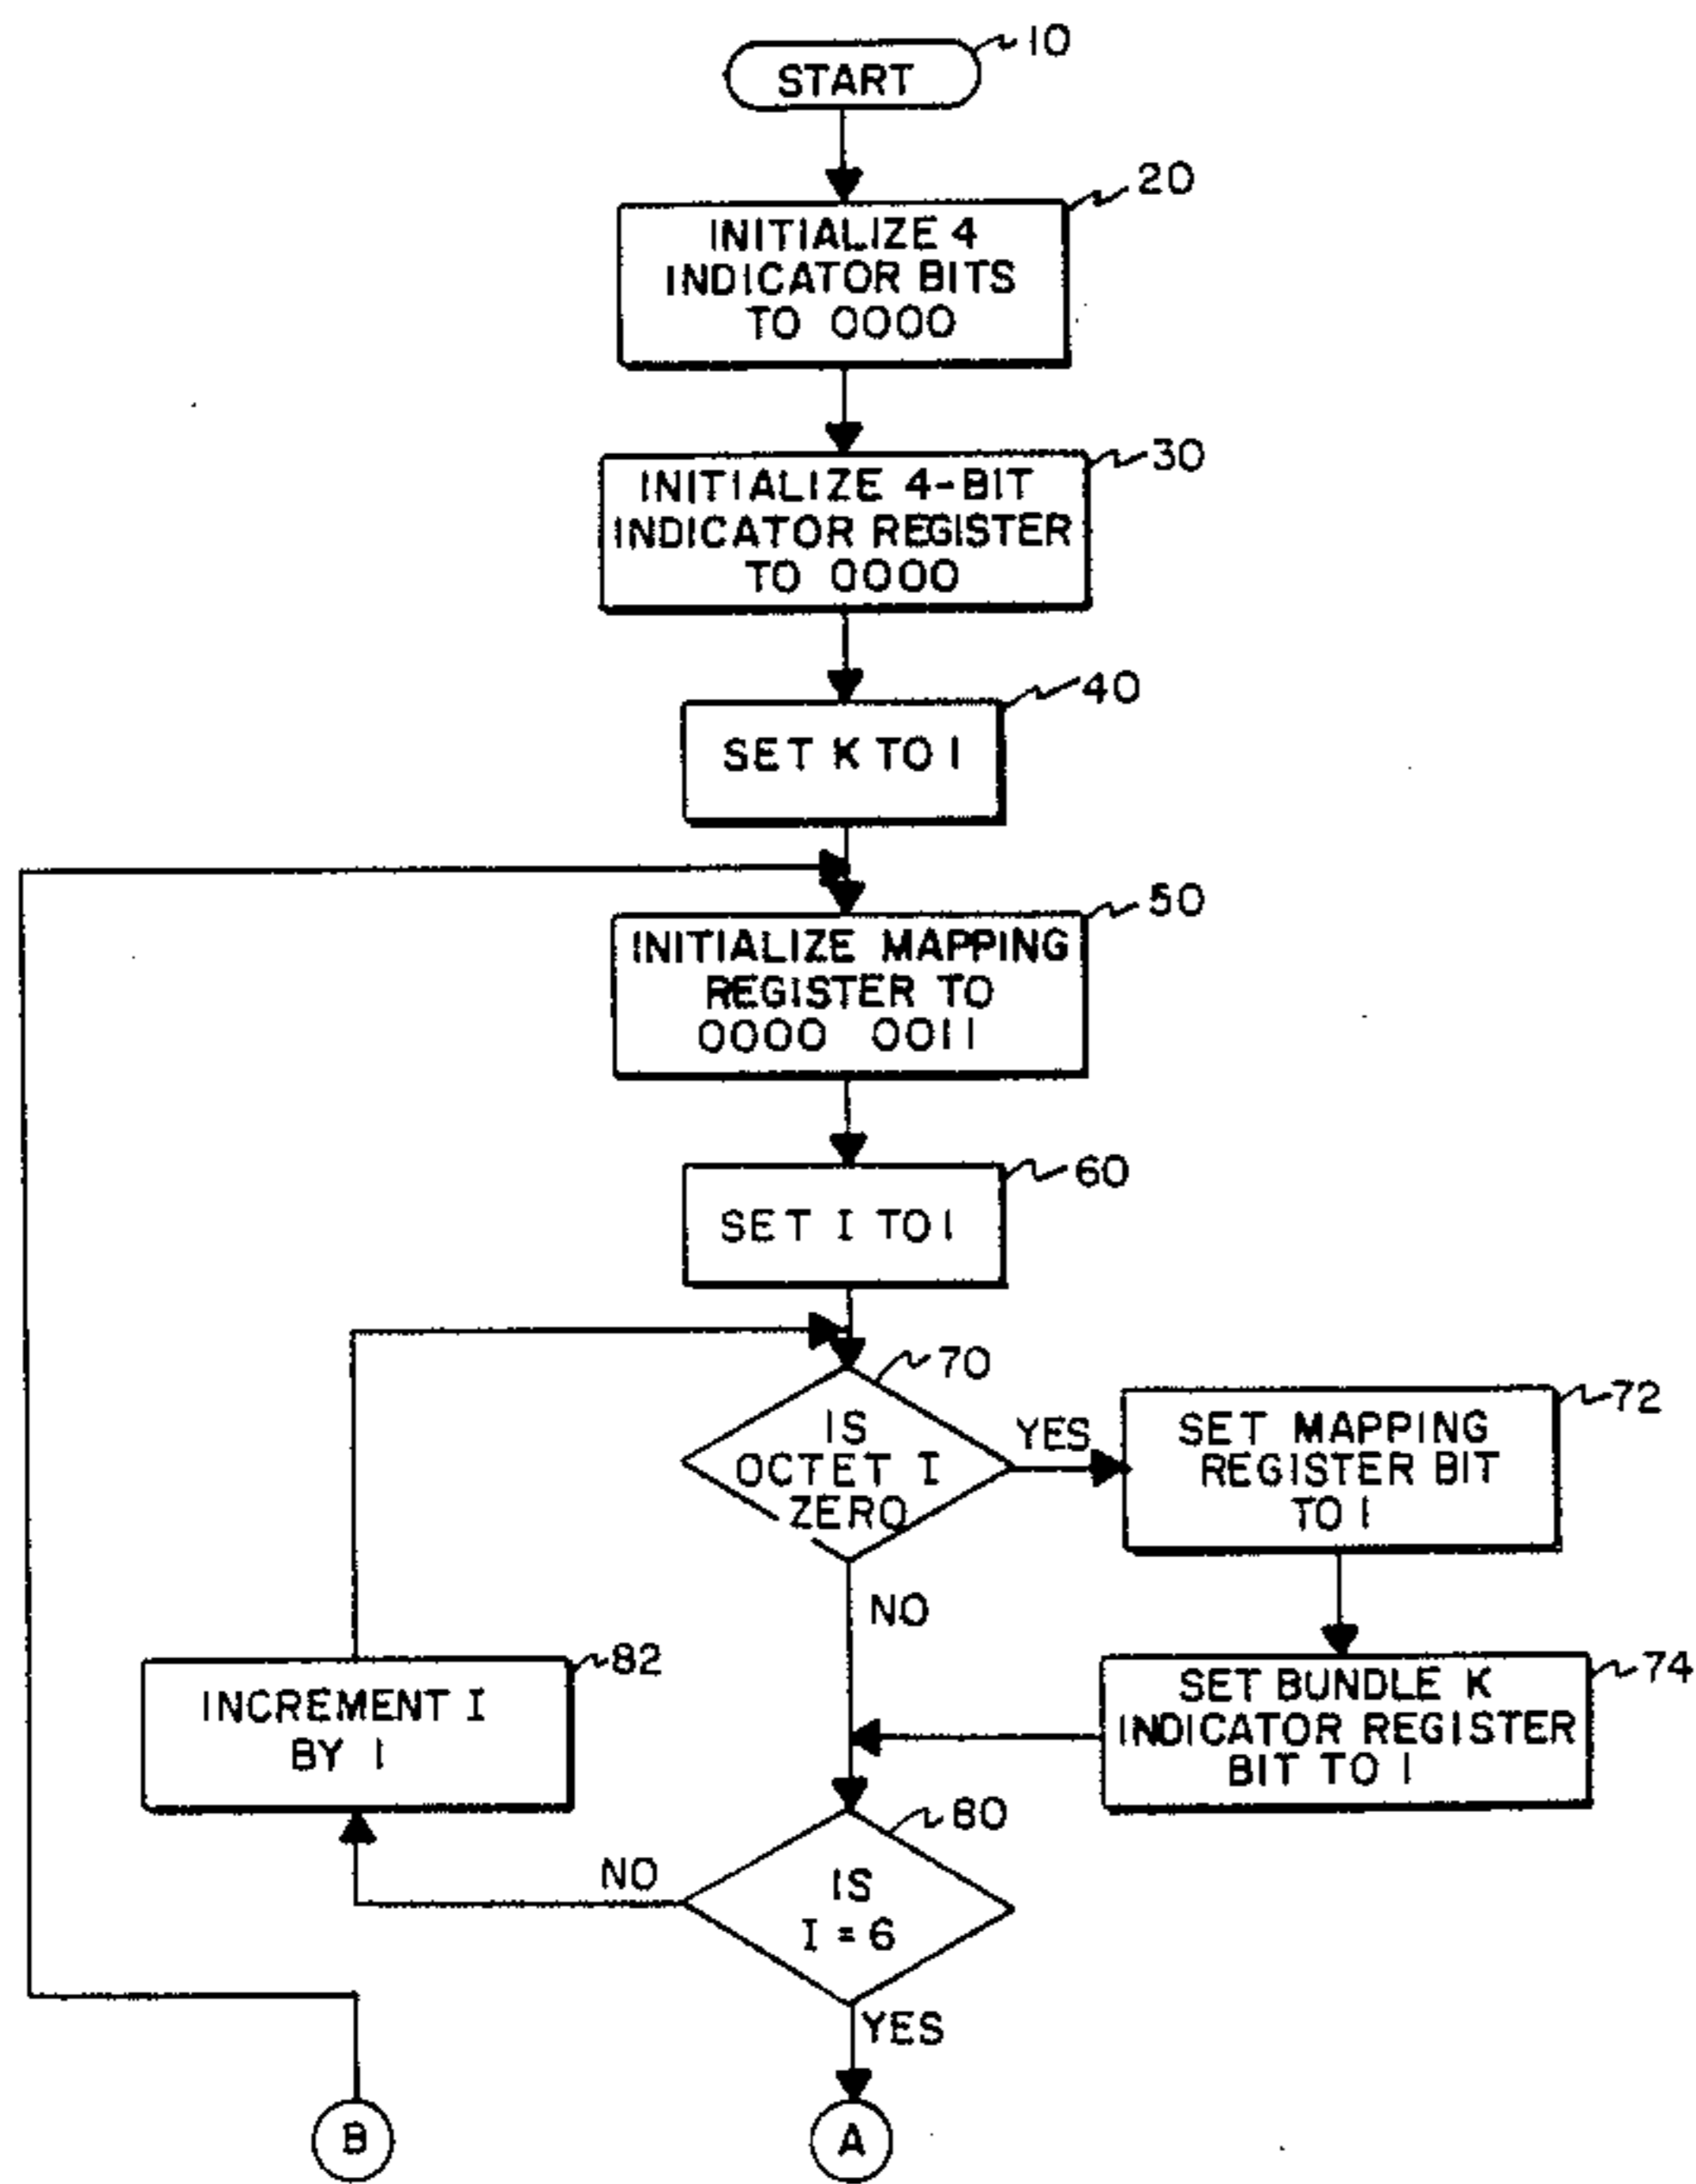 START
10
INITIALIZE 4
INDICATOR BITS
TO 0000
20
INITIALIZE 4-BIT
INDICATOR REGISTER
TO 0000
30
SET K TO 1
40
INITIALIZE MAPPING
REGISTER TO
0000 0011
50
SET I TO 1
60
IS
OCTET I
ZERO
70
YES
SET MAPPING
REGISTER BIT
TO 1
72
NO
SET BUNDLE K
INDICATOR REGISTER
BIT TO 1
74
INCREMENT I
BY 1
82
IS
I = 6
80
NO
YES
B
A